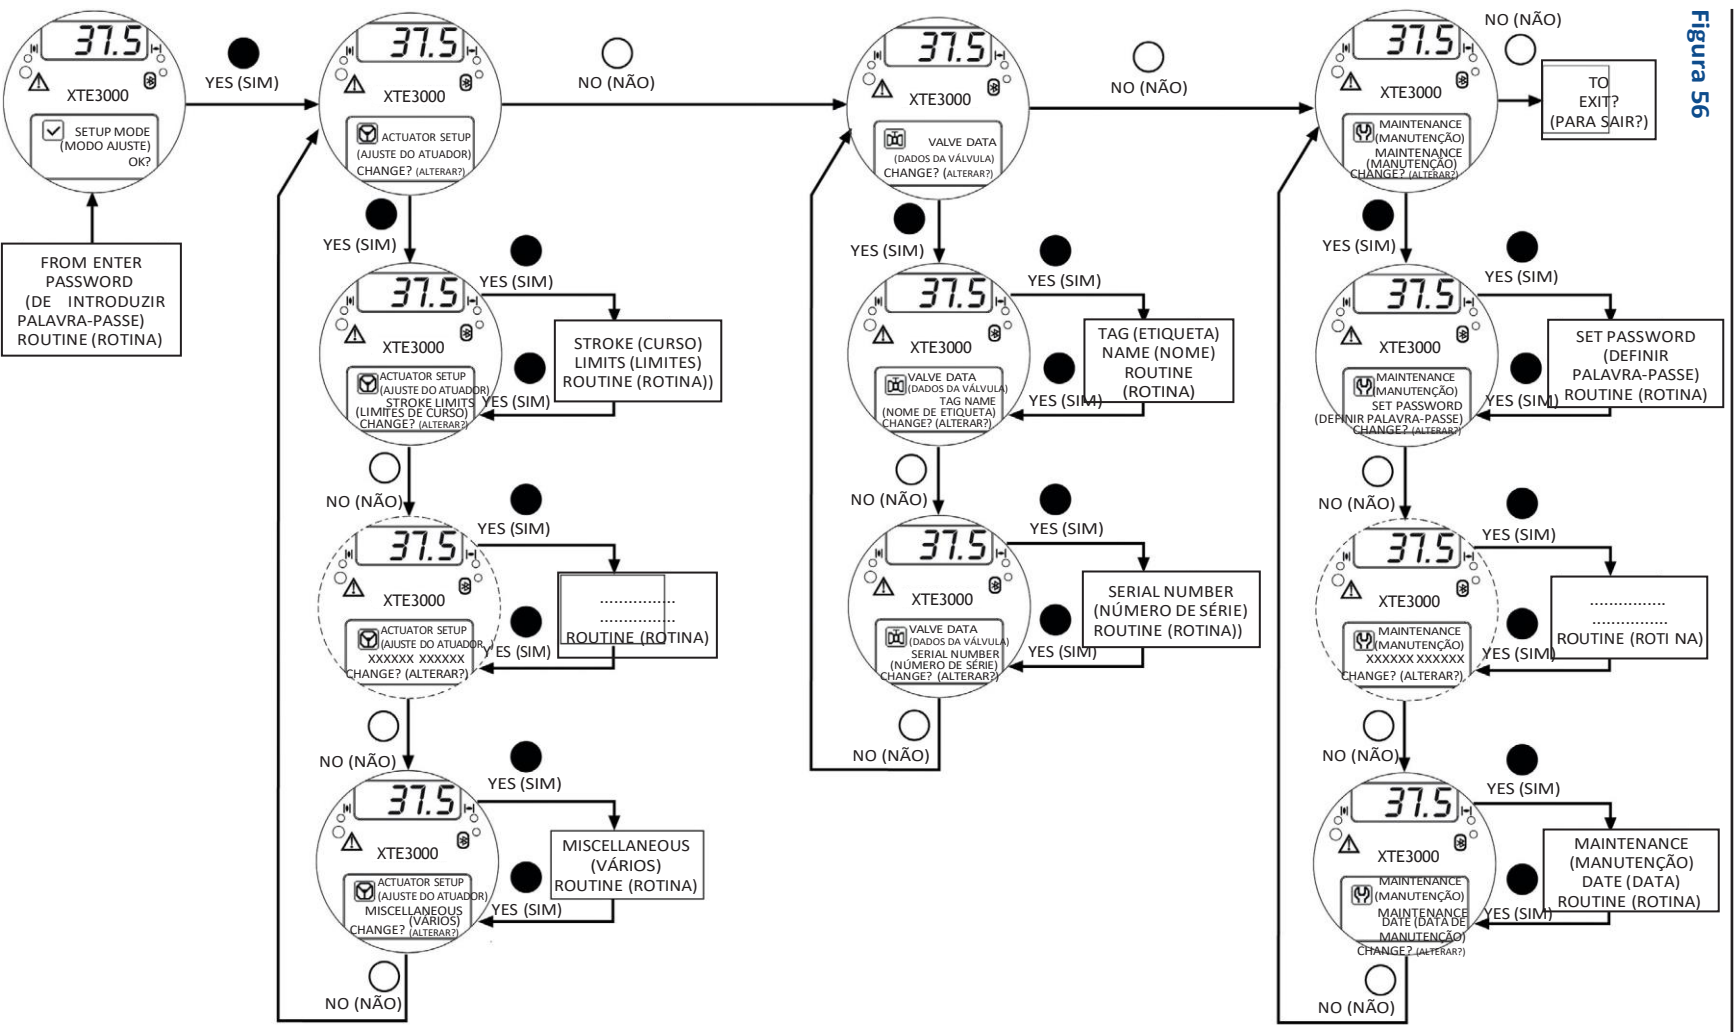 Figura 56
37.5
XTE3000
SETUP MODE
(MODO AJUSTE)
OK?
FROM ENTER
PASSWORD
(DE INTRODUZIR
PALAVRA-PASSE)
ROUTINE (ROTINA)
YES (SIM)
37.5
XTE3000
ACTUATOR SETUP
(AJUSTE DO ATUADOR)
CHANGE? (ALTERAR?)
YES (SIM)
37.5
XTE3000
ACTUATOR SETUP
(AJUSTE DO ATUADOR)
STROKE LIMITS
(LIMITES DE CURSO)
CHANGE? (ALTERAR?)
YES (SIM)
STROKE (CURSO)
LIMITS (LIMITES)
ROUTINE (ROTINA))
YES (SIM)
NO (NÃO)
37.5
XTE3000
ACTUATOR SETUP
(AJUSTE DO ATUADOR )
XXXXXX XXXXXX
CHANGE? (ALTERAR?)
YES (SIM)
................
................
ROUTINE (ROTINA)
YES (SIM)
NO (NÃO)
37.5
XTE3000
ACTUATOR SETUP
(AJUSTE DO ATUADOR)
MISCELLANEOUS
(VÁRIOS)
CHANGE? (ALTERAR?)
YES (SIM)
MISCELLANEOUS
(VÁRIOS)
ROUTINE (ROTINA)
YES (SIM)
NO (NÃO)
NO (NÃO)
37.5
XTE3000
VALVE DATA
(DADOS DA VÁLVULA)
CHANGE? (ALTERAR?)
YES (SIM)
37.5
XTE3000
VALVE DATA
(DADOS DA VÁLVULA)
TAG NAME
(NOME DE ETIQUETA)
CHANGE? (ALTERAR?)
YES (SIM)
TAG (ETIQUETA)
NAME (NOME)
ROUTINE
(ROTINA)
YES (SIM)
NO (NÃO)
37.5
XTE3000
VALVE DATA
(DADOS DA VÁLVULA)
SERIAL NUMBER
(NÚMERO DE SÉRIE)
CHANGE? (ALTERAR?)
YES (SIM)
SERIAL NUMBER
(NÚMERO DE SÉRIE)
ROUTINE (ROTINA))
YES (SIM)
NO (NÃO)
NO (NÃO)
37.5
XTE3000
MAINTENANCE
(MANUTENÇÃO)
MAINTENANCE
(MANUTENÇÃO)
CHANGE? (ALTERAR?)
NO (NÃO)
TO
EXIT?
(PARA SAIR?)
YES (SIM)
37.5
XTE3000
MAINTENANCE
(MANUTENÇÃO)
SET PASSWORD
(DEFINIR PALAVRA-PASSE)
CHANGE? (ALTERAR?)
YES (SIM)
SET PASSWORD
(DEFINIR
PALAVRA-PASSE)
ROUTINE (ROTINA)
YES (SIM)
NO (NÃO)
37.5
XTE3000
MAINTENANCE
(MANUTENÇÃO)
XXXXXX XXXXXX
CHANGE? (ALTERAR?)
YES (SIM)
................
................
ROUTINE (ROTI NA)
YES (SIM)
NO (NÃO)
37.5
XTE3000
MAINTENANCE
(MANUTENÇÃO)
MAINTENANCE
DATE (DATA DE
MANUTENÇÃO)
CHANGE? (ALTERAR?)
YES (SIM)
MAINTENANCE
(MANUTENÇÃO)
DATE (DATA)
ROUTINE (ROTINA)
YES (SIM)
NO (NÃO)